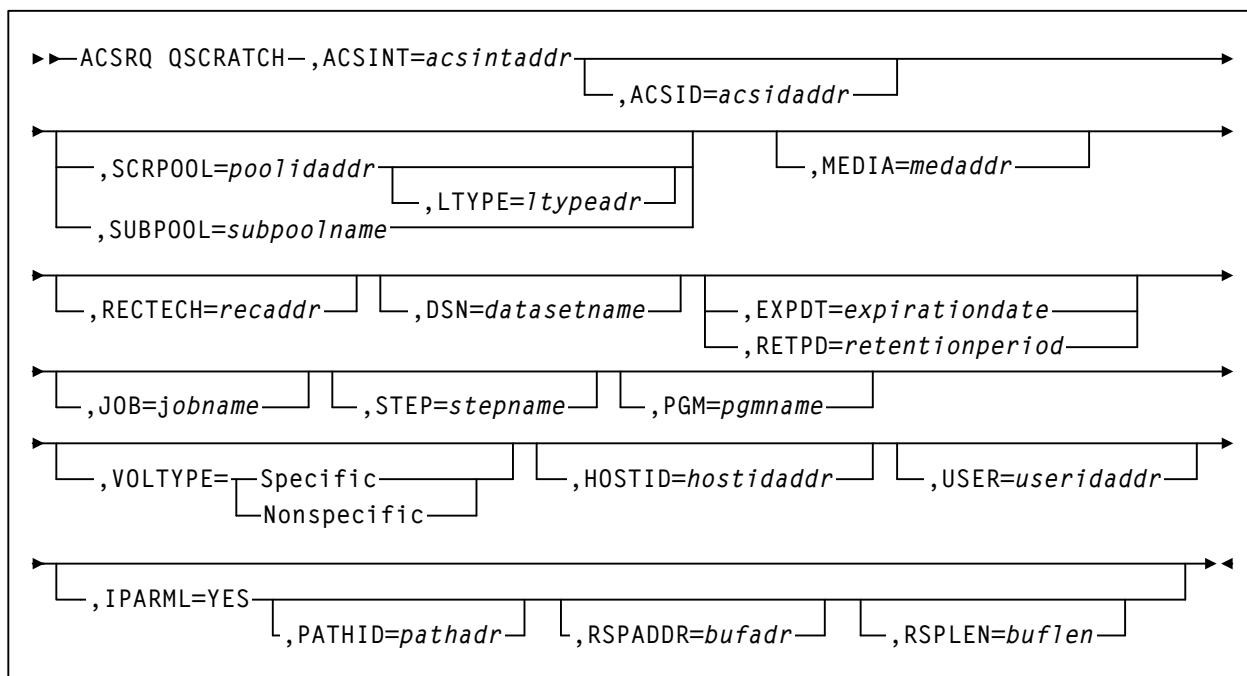 ACSRQ QSCRATCH ,ACSINT=acsintaddr
,ACSID=acsidaddr
,SCRPOOL=poolidaddr
,LTYPE=ltypeadr
,SUBPOOL=subpoolname
,MEDIA=medaddr
,RECTECH=recaddr
,DSN=datasetname
,EXPDT=expirationdate
,RETPD=retentionperiod
,JOB=jobname
,STEP=stepname
,PGM=pgmname
,VOLTYPE= Specific
Nonspecific
,HOSTID=hostidaddr
,USER=useridaddr
,IPARML=YES
,PATHID=pathadr
,RSPADDR=bufadr
,RSPLEN=buflen